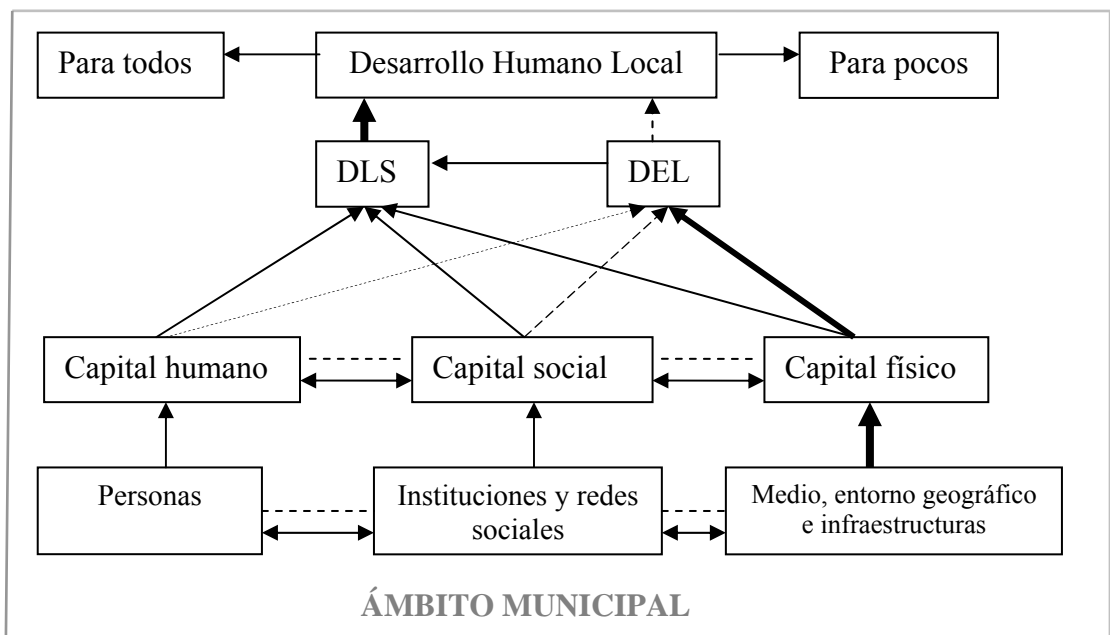 Para todos
Desarrollo Humano Local
Para pocos
DLS
DEL
Capital humano
Capital social
Capital físico
Personas
Instituciones y redes
sociales
Medio, entorno geográfico
e infraestructuras
ÁMBITO MUNICIPAL